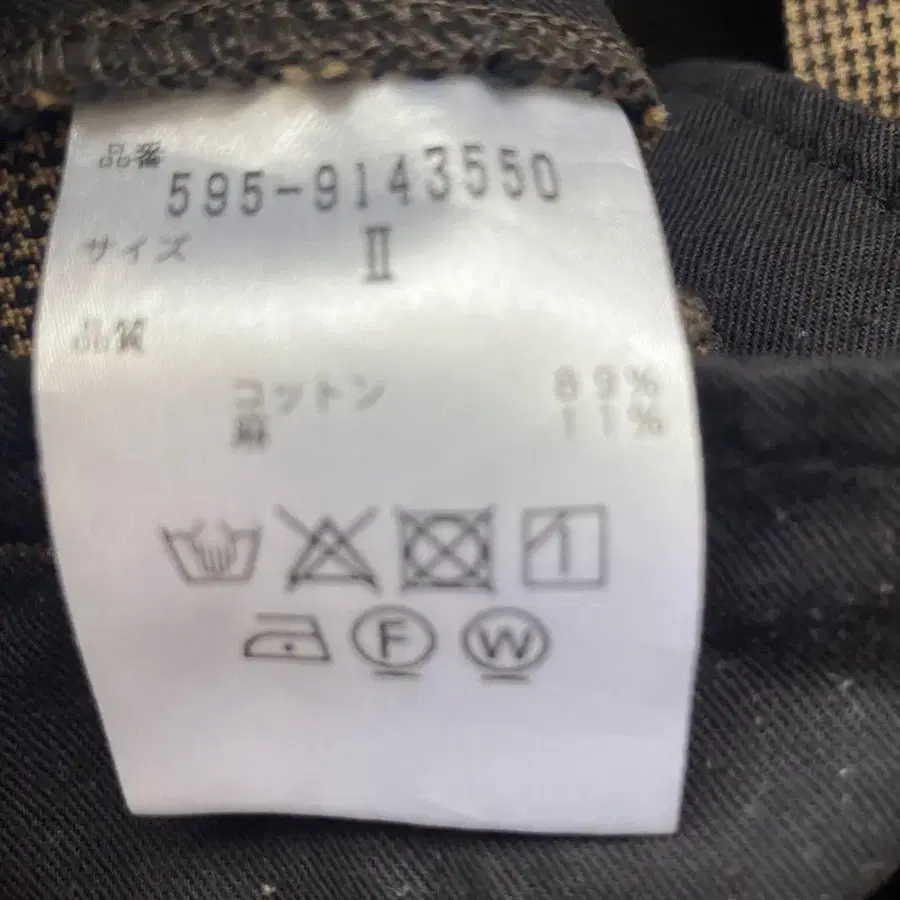 品番
595-9143550
サイズ II
品質
コットン 89%
麻 11%
F W